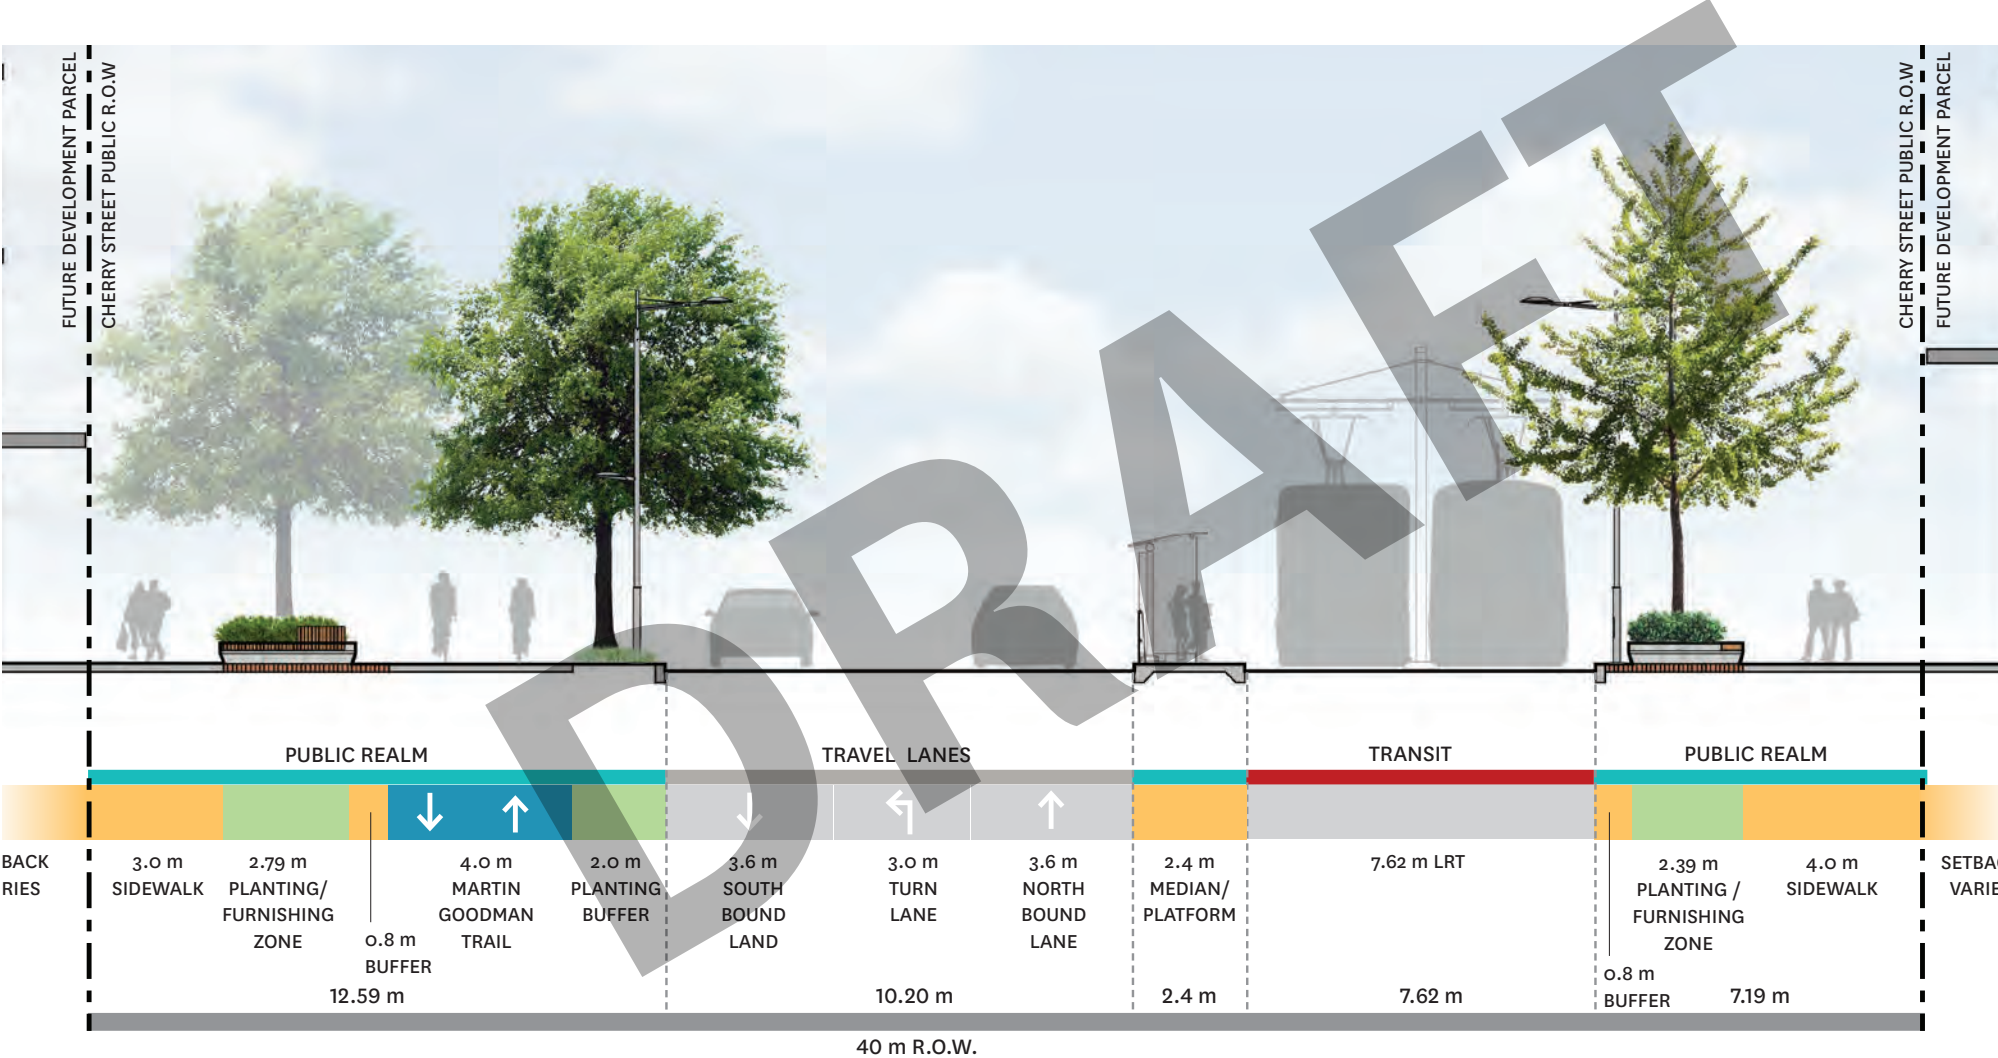 FUTURE DEVELOPMENT PARCEL
CHERRY STREET PUBLIC R.O.W
CHERRY STREET PUBLIC R.O.W
FUTURE DEVELOPMENT PARCEL
DRAFT
PUBLIC REALM
TRAVEL LANES
TRANSIT
PUBLIC REALM
BACK
RIES
3.0 m
SIDEWALK
2.79 m
PLANTING/
FURNISHING
ZONE
0.8 m
BUFFER
4.0 m
MARTIN
GOODMAN
TRAIL
2.0 m
PLANTING
BUFFER
3.6 m
SOUTH
BOUND
LAND
3.0 m
TURN
LANE
3.6 m
NORTH
BOUND
LANE
2.4 m
MEDIAN/
PLATFORM
7.62 m LRT
0.8 m
BUFFER
2.39 m
PLANTING /
FURNISHING
ZONE
4.0 m
SIDEWALK
SETBA
VARIE
12.59 m
10.20 m
2.4 m
7.62 m
7.19 m
40 m R.O.W.